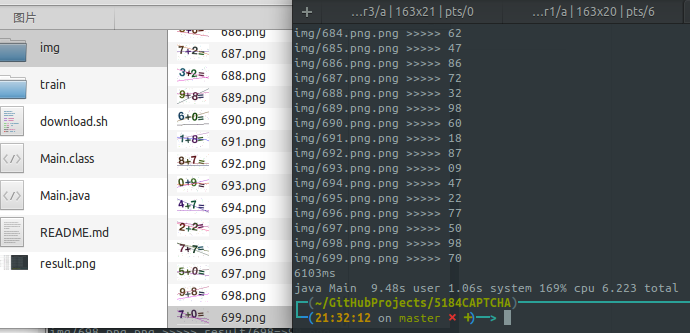 图片
img
train
download.sh
Main.class
Main.java
README.md
result.png
686.png
7+2= 687.png
3+2= 688.png
9+8= 689.png
6+0= 690.png
1+8= 691.png
8+7= 692.png
0+9= 693.png
4+7= 694.png
2+2= 695.png
7+7= 696.png
5+0= 697.png
9+8= 698.png
7+0= 699.png
...r3/a | 163x21 | pts/0
...r1/a | 163x20 | pts/6
img/684.png.png >>>>> 62
img/685.png.png >>>>> 47
img/686.png.png >>>>> 86
img/687.png.png >>>>> 72
img/688.png.png >>>>> 32
img/689.png.png >>>>> 98
img/690.png.png >>>>> 60
img/691.png.png >>>>> 18
img/692.png.png >>>>> 87
img/693.png.png >>>>> 09
img/694.png.png >>>>> 47
img/695.png.png >>>>> 22
img/696.png.png >>>>> 77
img/697.png.png >>>>> 50
img/698.png.png >>>>> 98
img/699.png.png >>>>> 70
6103ms
java Main  9.48s user 1.06s system 169% cpu 6.223 total
(~/GitHubProjects/5184CAPTCHA)
(21:32:12 on master ✖ ✚)──>